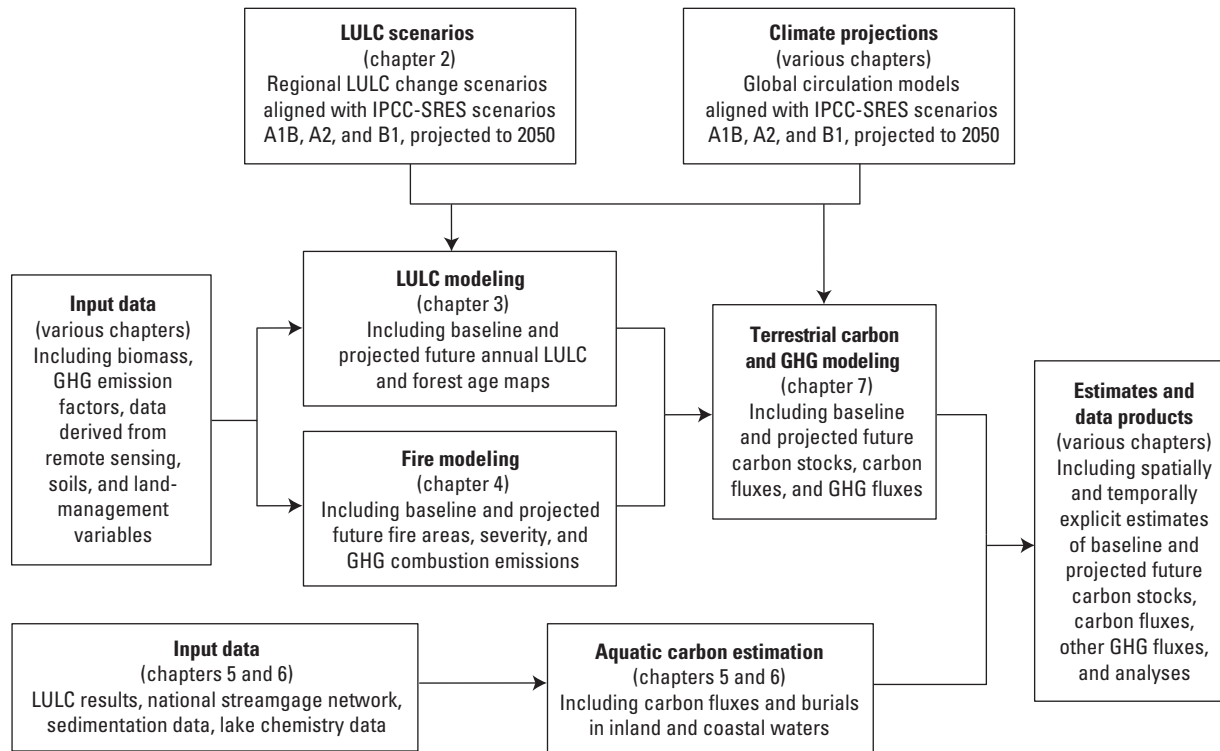 LULC scenarios
(chapter 2)
Regional LULC change scenarios
aligned with IPCC-SRES scenarios
A1B, A2, and B1, projected to 2050
Climate projections
(various chapters)
Global circulation models
aligned with IPCC-SRES scenarios
A1B, A2, and B1, projected to 2050
Input data
(various chapters)
Including biomass,
GHG emission
factors, data
derived from
remote sensing,
soils, and land-
management
variables
LULC modeling
(chapter 3)
Including baseline and
projected future annual LULC
and forest age maps
Fire modeling
(chapter 4)
Including baseline and projected
future fire areas, severity, and
GHG combustion emissions
Terrestrial carbon
and GHG modeling
(chapter 7)
Including baseline
and projected future
carbon stocks, carbon
fluxes, and GHG fluxes
Estimates and
data products
(various chapters)
Including spatially
and temporally
explicit estimates
of baseline and
projected future
carbon stocks,
carbon fluxes,
other GHG fluxes,
and analyses
Input data
(chapters 5 and 6)
LULC results, national streamgage network,
sedimentation data, lake chemistry data
Aquatic carbon estimation
(chapters 5 and 6)
Including carbon fluxes and burials
in inland and coastal waters